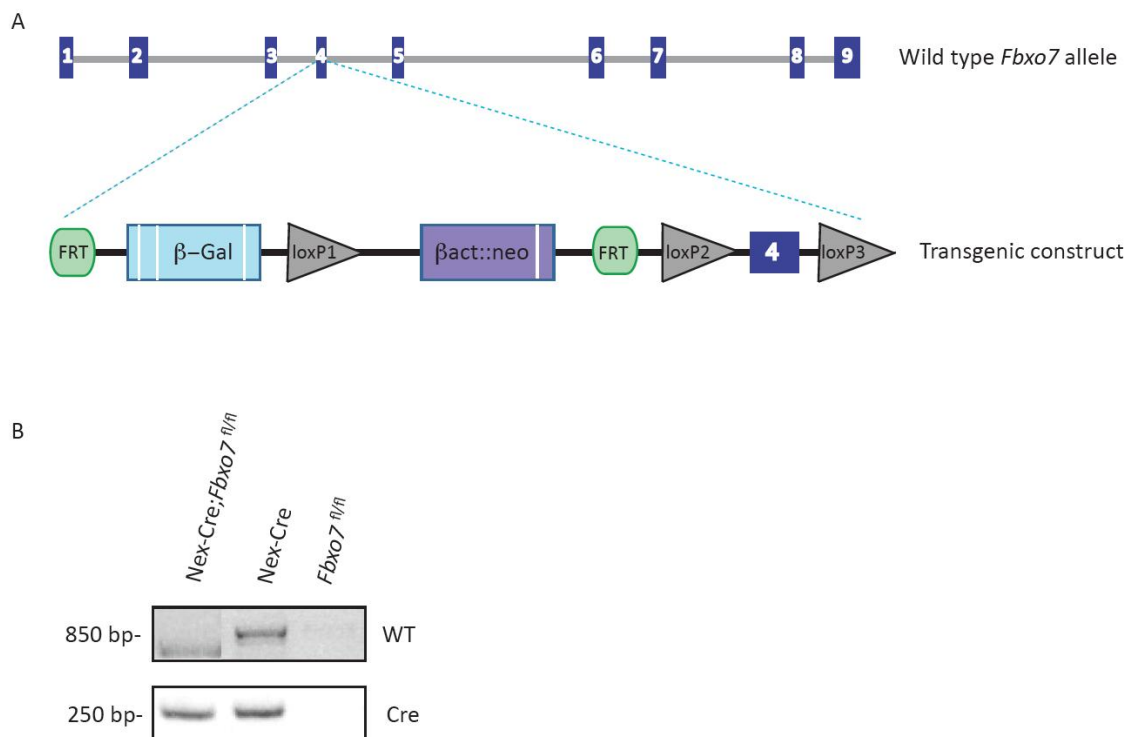 A
1 2 3 4 5 6 7 8 9 Wild type Fbxo7 allele
FRT β–Gal loxP1 βact::neo FRT loxP2 4 loxP3 Transgenic construct
B
Nex-Cre;Fbxo7 fl/fl
Nex-Cre
Fbxo7 fl/fl
850 bp- WT
250 bp- Cre